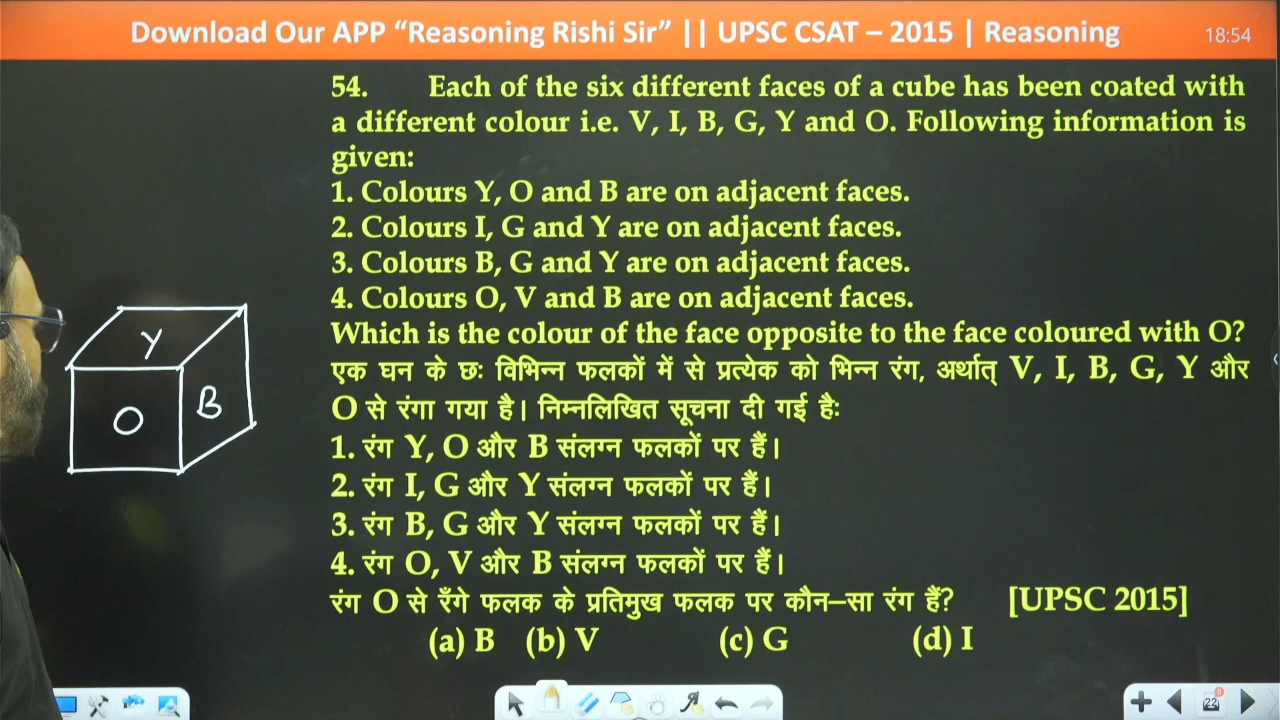 Download Our APP “Reasoning Rishi Sir” || UPSC CSAT – 2015 | Reasoning
18:54
54. Each of the six different faces of a cube has been coated with
a different colour i.e. V, I, B, G, Y and O. Following information is
given:
1. Colours Y, O and B are on adjacent faces.
2. Colours I, G and Y are on adjacent faces.
3. Colours B, G and Y are on adjacent faces.
4. Colours O, V and B are on adjacent faces.
Which is the colour of the face opposite to the face coloured with O?
एक घन के छः विभिन्न फलकों में से प्रत्येक को भिन्न रंग, अर्थात् V, I, B, G, Y और
O से रंगा गया है। निम्नलिखित सूचना दी गई हैः
1. रंग Y, O और B संलग्न फलकों पर हैं।
2. रंग I, G और Y संलग्न फलकों पर हैं।
3. रंग B, G और Y संलग्न फलकों पर हैं।
4. रंग O, V और B संलग्न फलकों पर हैं।
रंग O से रँगे फलक के प्रतिमुख फलक पर कौन–सा रंग हैं? [UPSC 2015]
(a) B (b) V (c) G (d) I
Y
O
B
22